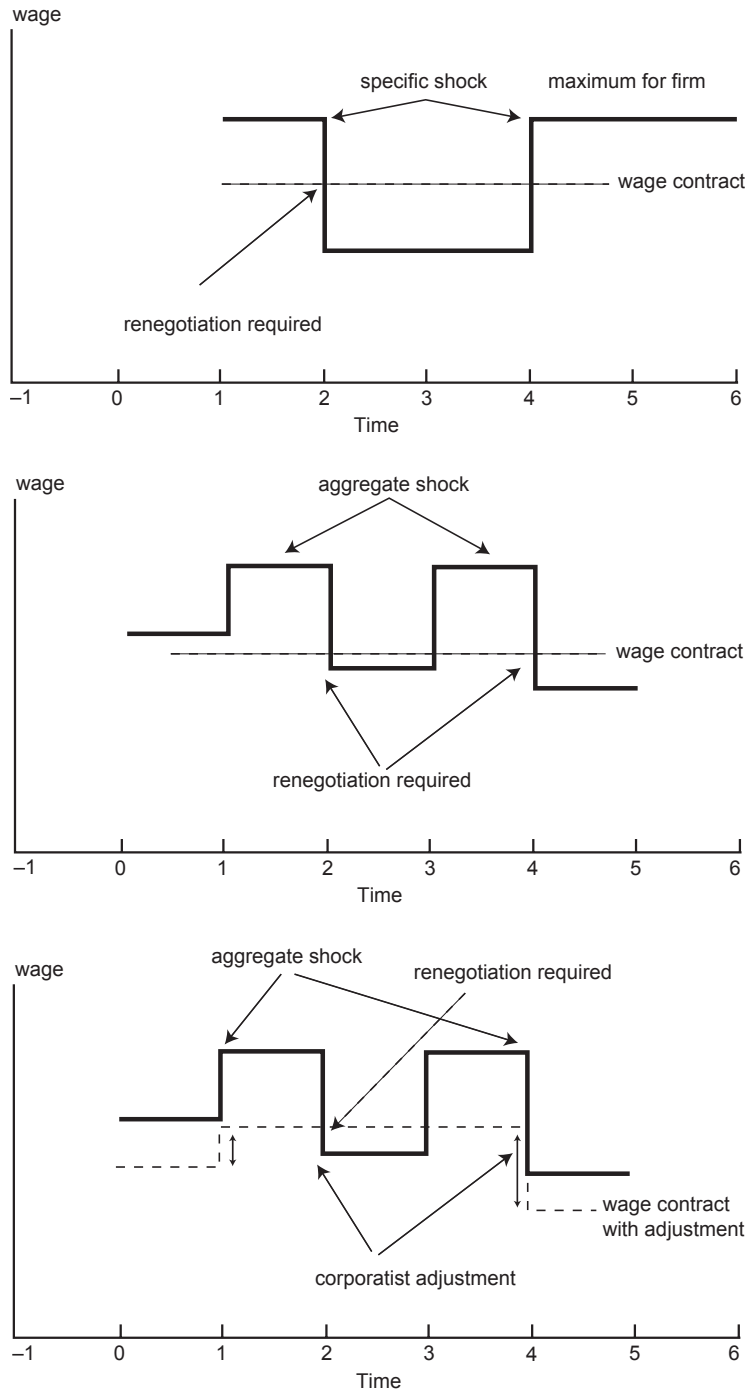 wage
specific shock
maximum for firm
wage contract
renegotiation required
–1 0 1 2 3 4 5 6
Time
wage
aggregate shock
wage contract
renegotiation required
–1 0 1 2 3 4 5 6
Time
aggregate shock
wage
renegotiation required
wage contract
with adjustment
corporatist adjustment
–1 0 1 2 3 4 5 6
Time